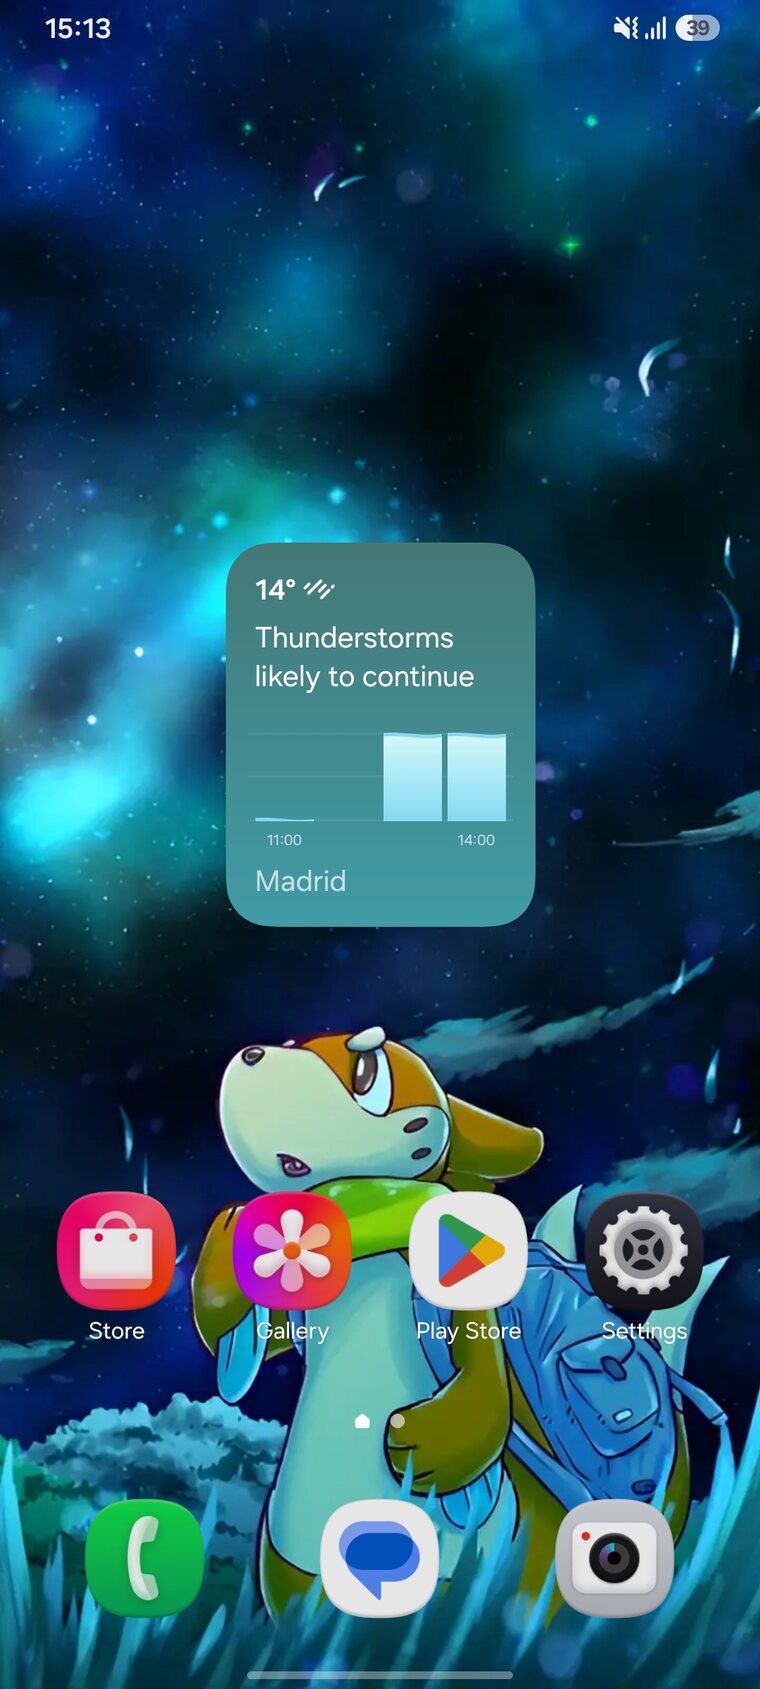 15:13
39
14°
Thunderstorms
likely to continue
11:00 14:00
Madrid
Store Gallery Play Store Settings